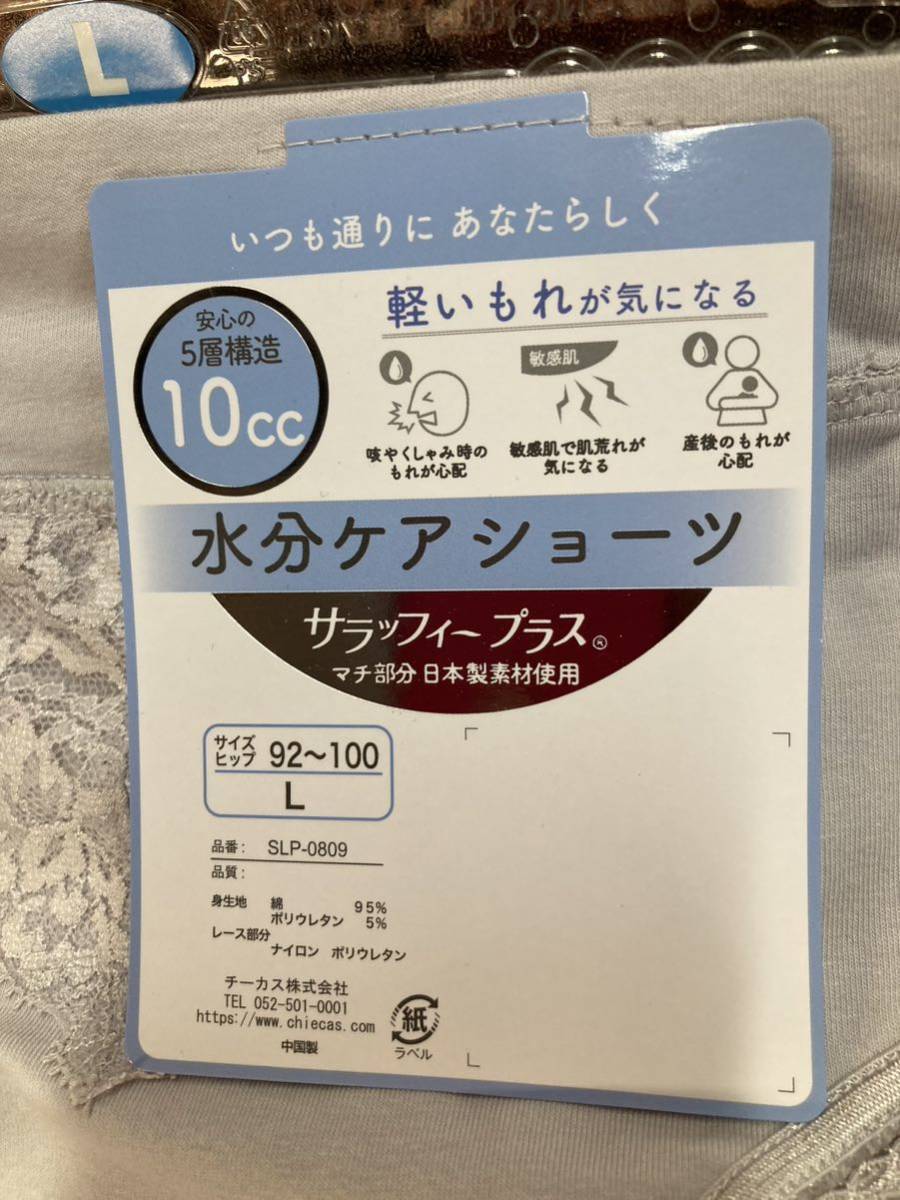 L
いつも通りに あなたらしく
安心の
5層構造
10cc
軽いもれが気になる
敏感肌
咳やくしゃみ時の
もれが心配
敏感肌で肌荒れが
気になる
産後のもれが
心配
水分ケアショーツ
サラッフィープラス®
マチ部分日本製素材使用
サイズ
ヒップ 92～100
L
品番: SLP-0809
品質:
身生地 綿 95%
ポリウレタン 5%
レース部分
ナイロン ポリウレタン
チーカス株式会社
TEL 052-501-0001
https://www.chiecas.com
中国製
紙
ラベル